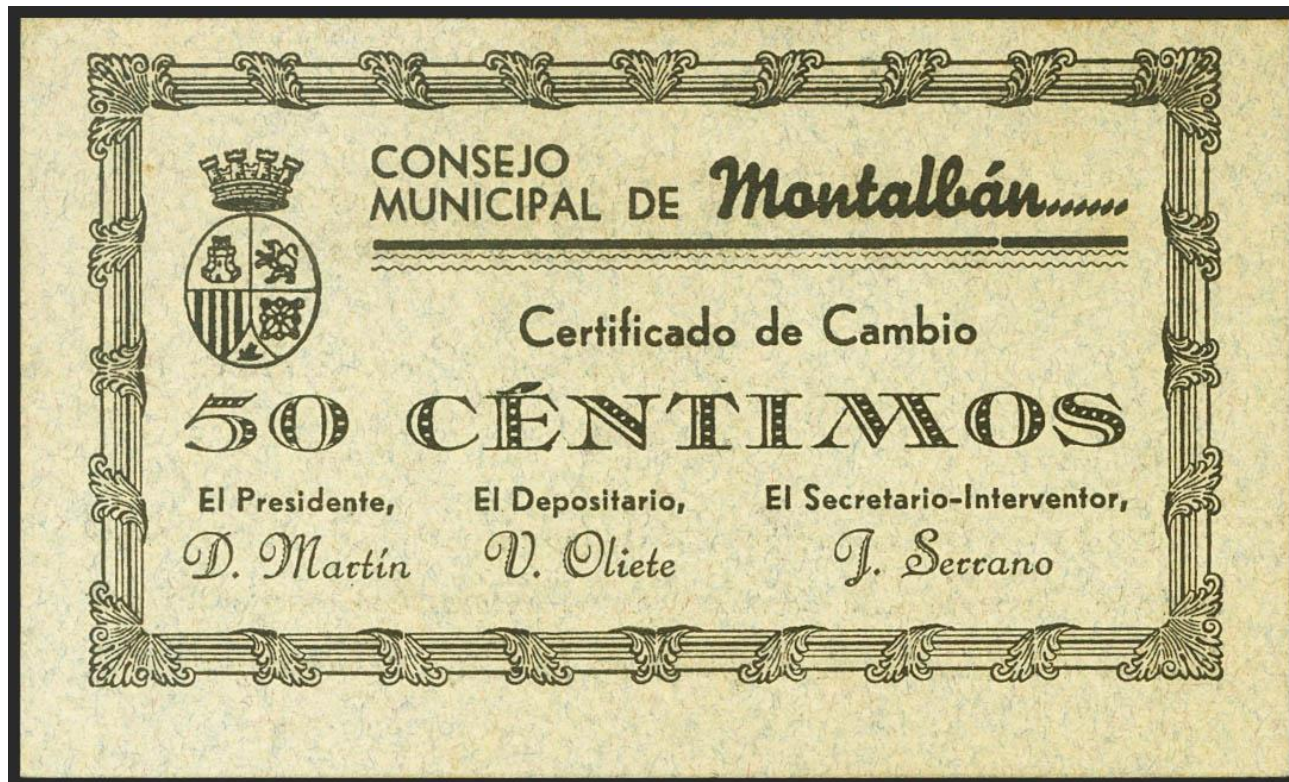 CONSEJO
MUNICIPAL DE Montalbán......
Certificado de Cambio
50 CÉNTIMOS
El Presidente, El Depositario, El Secretario-Interventor,
D. Martín V. Oliete J. Serrano